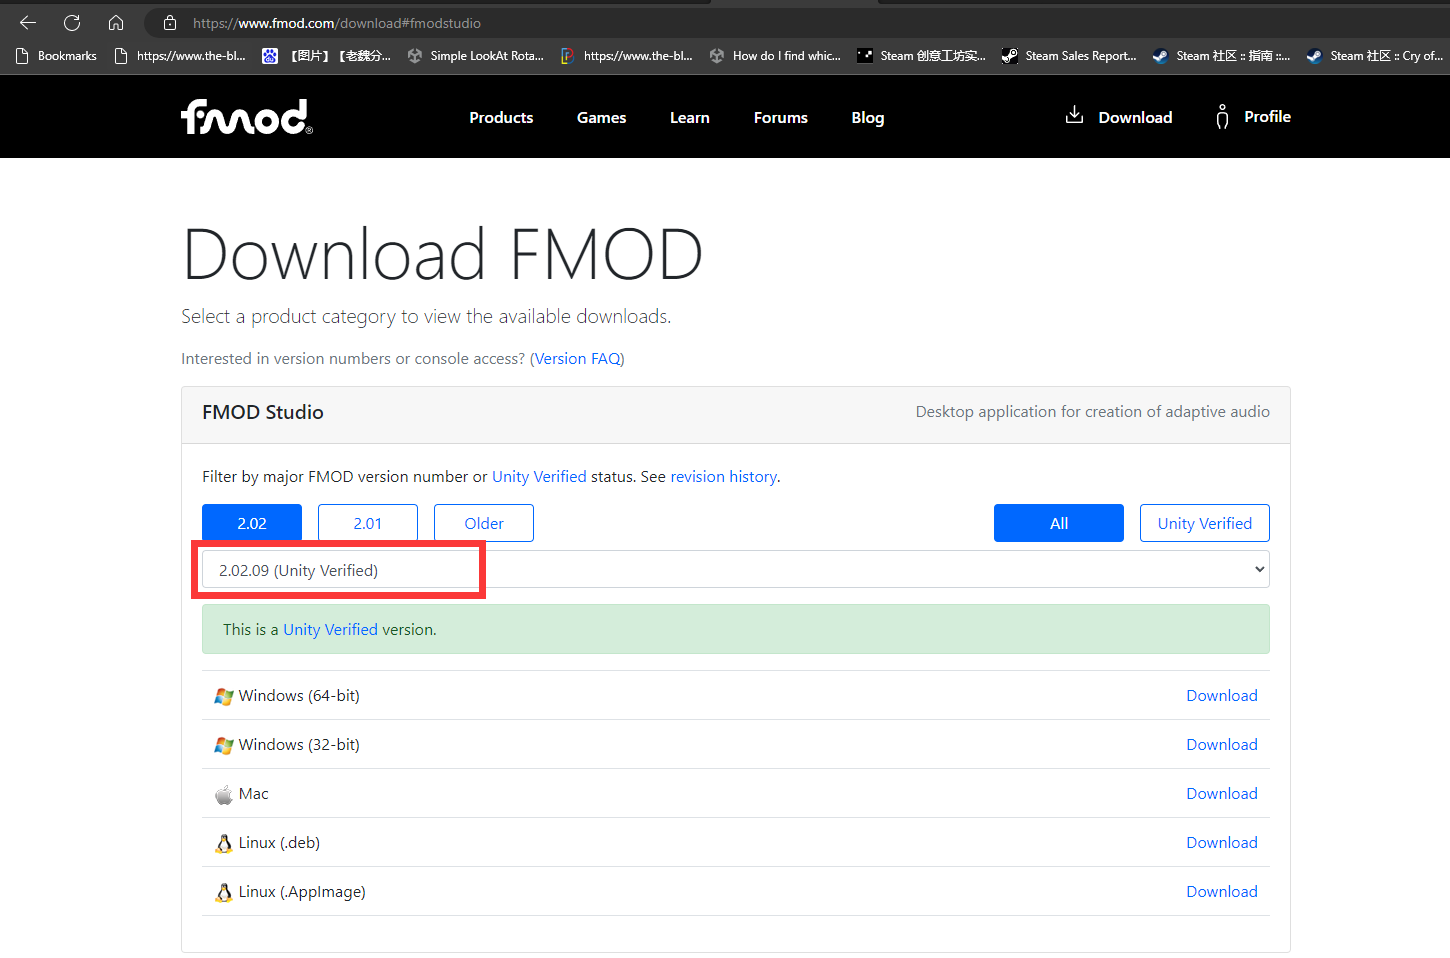 https://www.fmod.com/download#fmodstudio
Bookmarks https://www.the-bl... 【图片】【老魏分... Simple LookAt Rota... https://www.the-bl... How do I find whic... Steam 创意工坊实... Steam Sales Report... Steam 社区 :: 指南 ::... Steam 社区 :: Cry of...
fmod® Products Games Learn Forums Blog Download Profile
Download FMOD
Select a product category to view the available downloads.
Interested in version numbers or console access? (Version FAQ)
FMOD Studio Desktop application for creation of adaptive audio
Filter by major FMOD version number or Unity Verified status. See revision history.
2.02 2.01 Older All Unity Verified
2.02.09 (Unity Verified)
This is a Unity Verified version.
Windows (64-bit) Download
Windows (32-bit) Download
Mac Download
Linux (.deb) Download
Linux (.AppImage) Download